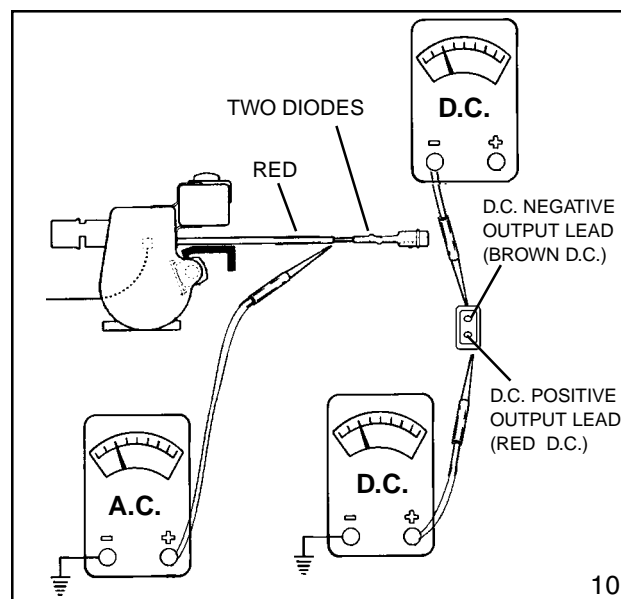 D.C.
- +
TWO DIODES
RED
D.C. NEGATIVE
OUTPUT LEAD
(BROWN D.C.)
D.C. POSITIVE
OUTPUT LEAD
(RED D.C.)
A.C.
- +
D.C.
- +
10